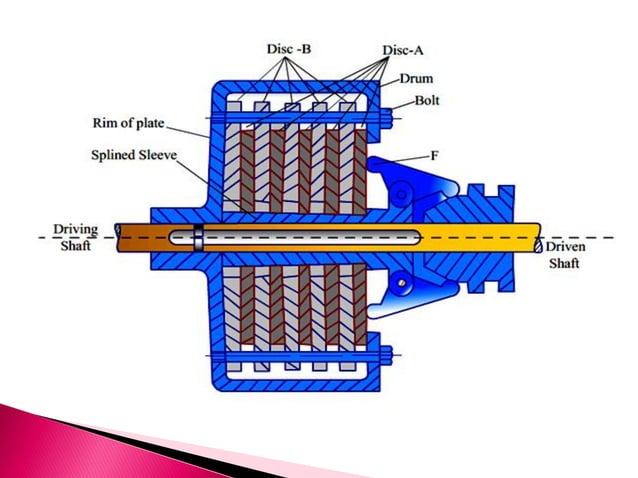 Disc -B
Disc-A
Drum
Bolt
Rim of plate
Splined Sleeve
F
Driving
Shaft
Driven
Shaft